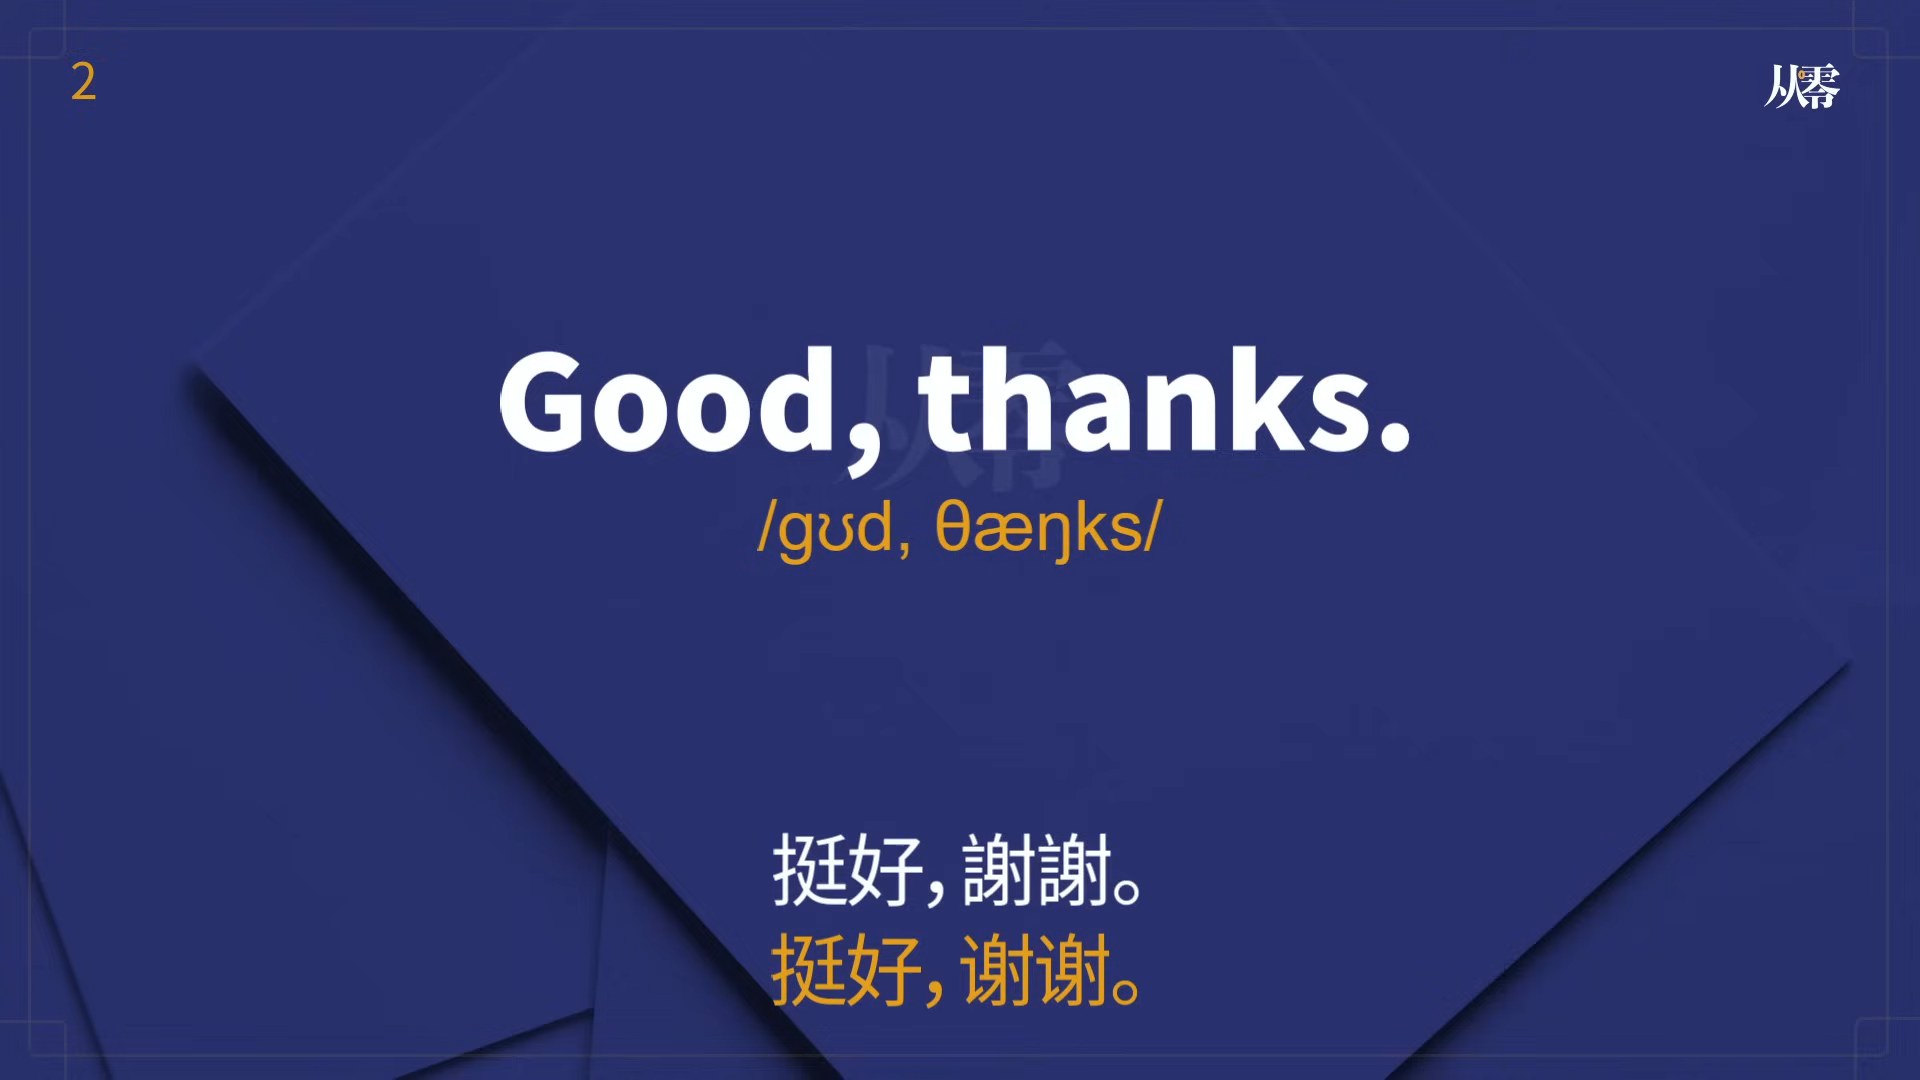 2
从零
Good, thanks.
/gʊd, θæŋks/
挺好，謝謝。
挺好，谢谢。